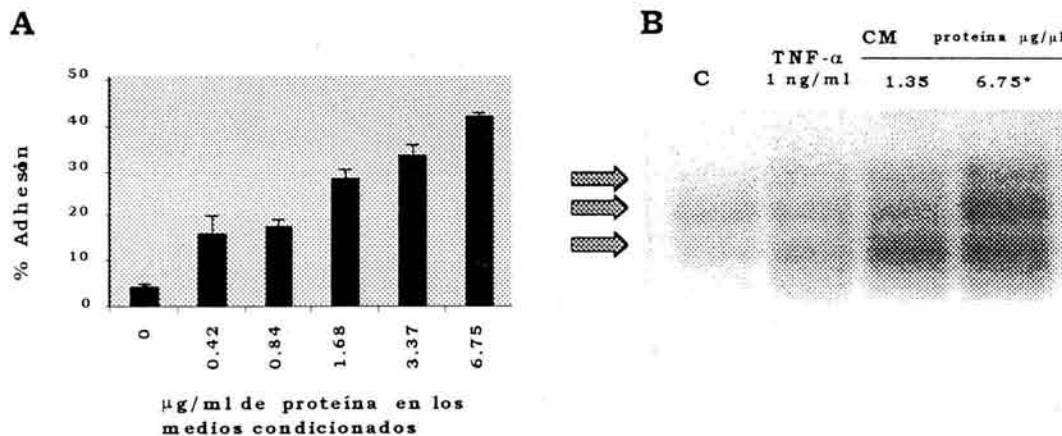 A
50
40
30
20
10
0
% Adhesón
0
0.42
0.84
1.68
3.37
6.75
µg/ml de proteína en los
medios condicionados
B
C
TNF-α
1 ng/ml
CM proteína µg/µl
1.35 6.75*